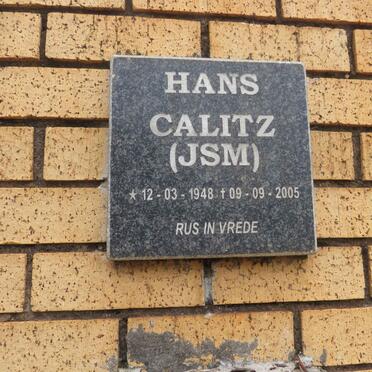 HANS
CALITZ
(JSM)
★ 12 - 03 - 1948 ✝ 09 - 09 - 2005
RUS IN VREDE